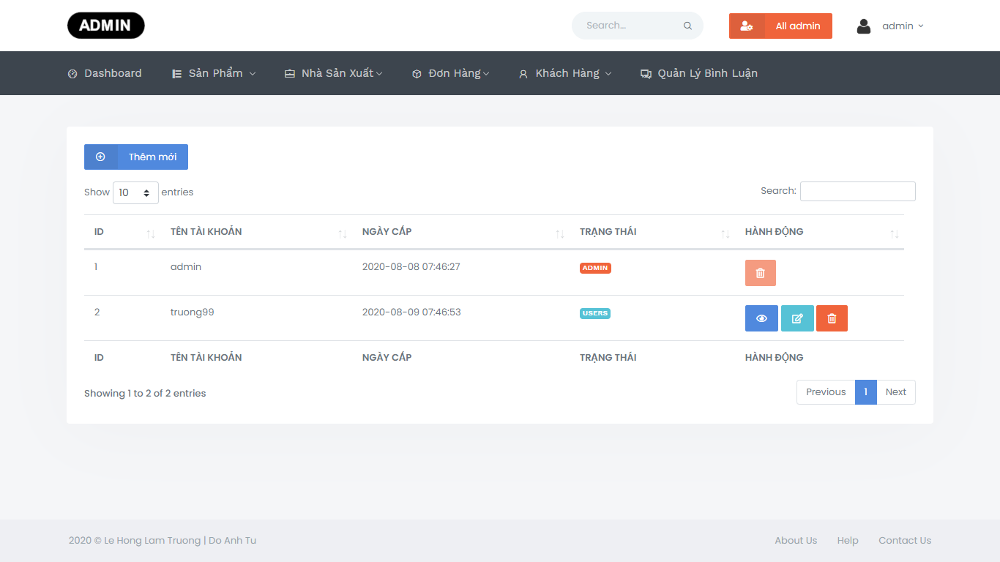 ADMIN
Search...
All admin
admin
Dashboard
Sản Phẩm
Nhà Sản Xuất
Đơn Hàng
Khách Hàng
Quản Lý Bình Luận
Thêm mới
Show 10 entries
Search:
ID TÊN TÀI KHOẢN NGÀY CẤP TRẠNG THÁI HÀNH ĐỘNG
1 admin 2020-08-08 07:46:27 ADMIN
2 truong99 2020-08-09 07:46:53 USERS
ID TÊN TÀI KHOẢN NGÀY CẤP TRẠNG THÁI HÀNH ĐỘNG
Showing 1 to 2 of 2 entries
Previous 1 Next
2020 © Le Hong Lam Truong | Do Anh Tu
About Us Help Contact Us